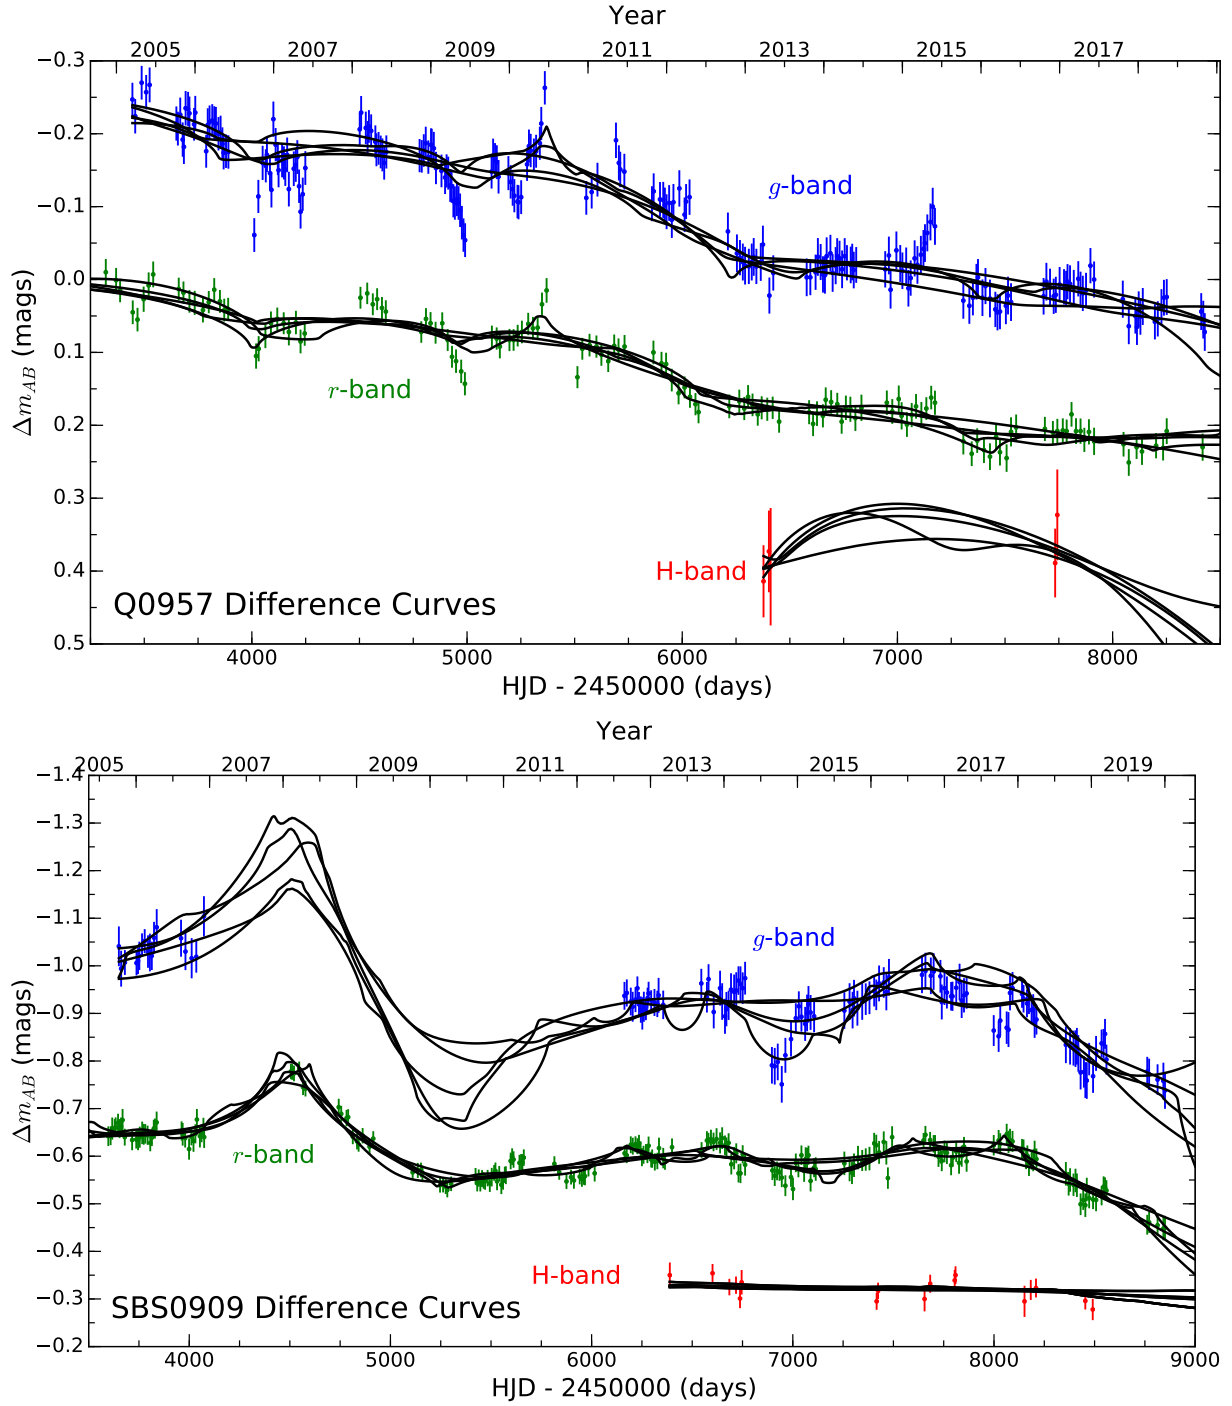 Year
2005 2007 2009 2011 2013 2015 2017
−0.3
−0.2
−0.1
0.0
0.1
0.2
0.3
0.4
0.5
Δm_AB (mags)
g-band
r-band
H-band
Q0957 Difference Curves
4000 5000 6000 7000 8000
HJD - 2450000 (days)
Year
2005 2007 2009 2011 2013 2015 2017 2019
−1.4
−1.3
−1.2
−1.1
−1.0
−0.9
−0.8
−0.7
−0.6
−0.5
−0.4
−0.3
−0.2
Δm_AB (mags)
g-band
r-band
H-band
SBS0909 Difference Curves
4000 5000 6000 7000 8000 9000
HJD - 2450000 (days)